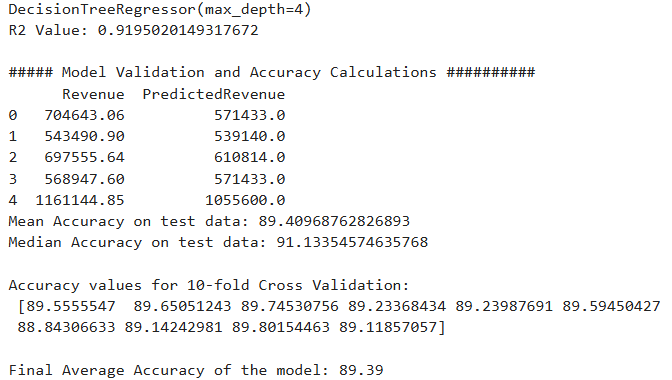 DecisionTreeRegressor(max_depth=4)
R2 Value: 0.9195020149317672
##### Model Validation and Accuracy Calculations ##########
Revenue PredictedRevenue
0 704643.06 571433.0
1 543490.90 539140.0
2 697555.64 610814.0
3 568947.60 571433.0
4 1161144.85 1055600.0
Mean Accuracy on test data: 89.40968762826893
Median Accuracy on test data: 91.13354574635768
Accuracy values for 10-fold Cross Validation:
[89.5555547 89.65051243 89.74530756 89.23368434 89.23987691 89.59450427
88.84306633 89.14242981 89.80154463 89.11857057]
Final Average Accuracy of the model: 89.39